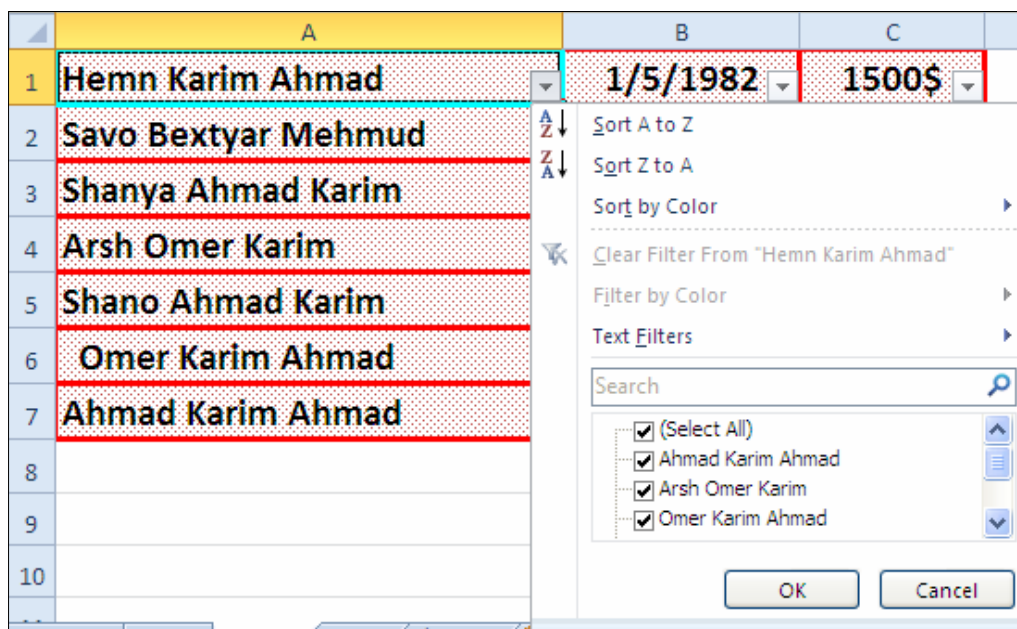 A B C
1 Hemn Karim Ahmad 1/5/1982 1500$
2 Savo Bextyar Mehmud
3 Shanya Ahmad Karim
4 Arsh Omer Karim
5 Shano Ahmad Karim
6 Omer Karim Ahmad
7 Ahmad Karim Ahmad
8
9
10
Sort A to Z
Sort Z to A
Sort by Color
Clear Filter From "Hemn Karim Ahmad"
Filter by Color
Text Filters
Search
(Select All)
Ahmad Karim Ahmad
Arsh Omer Karim
Omer Karim Ahmad
OK Cancel